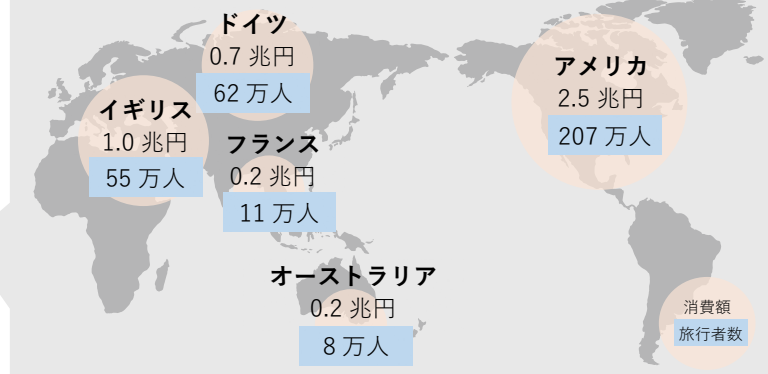 ドイツ
0.7 兆円
62 万人
アメリカ
2.5 兆円
207 万人
イギリス
1.0 兆円
55 万人
フランス
0.2 兆円
11 万人
オーストラリア
0.2 兆円
8 万人
消費額
旅行者数